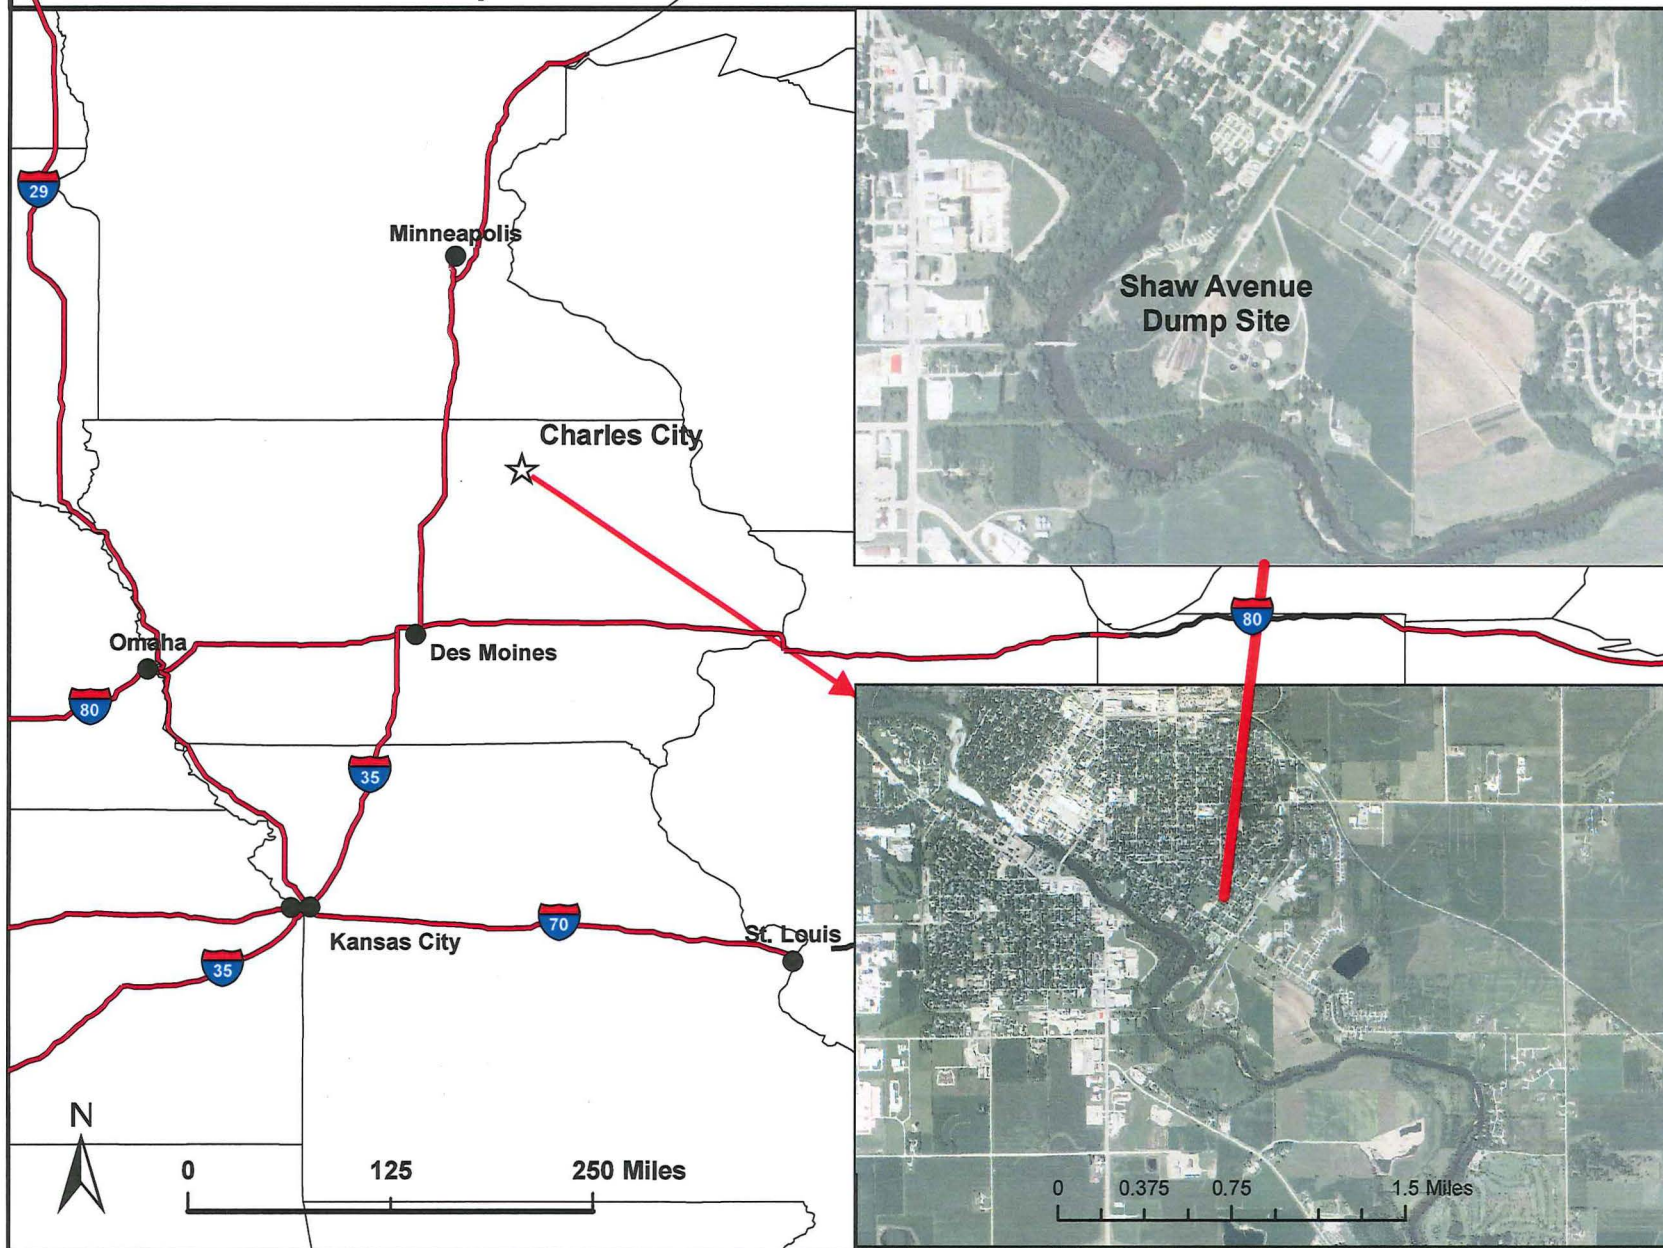 29
Minneapolis
Shaw Avenue
Dump Site
Charles City
80
Omaha
Des Moines
80
35
70
Kansas City
St. Louis
35
N
0 125 250 Miles
0 0.375 0.75 1.5 Miles